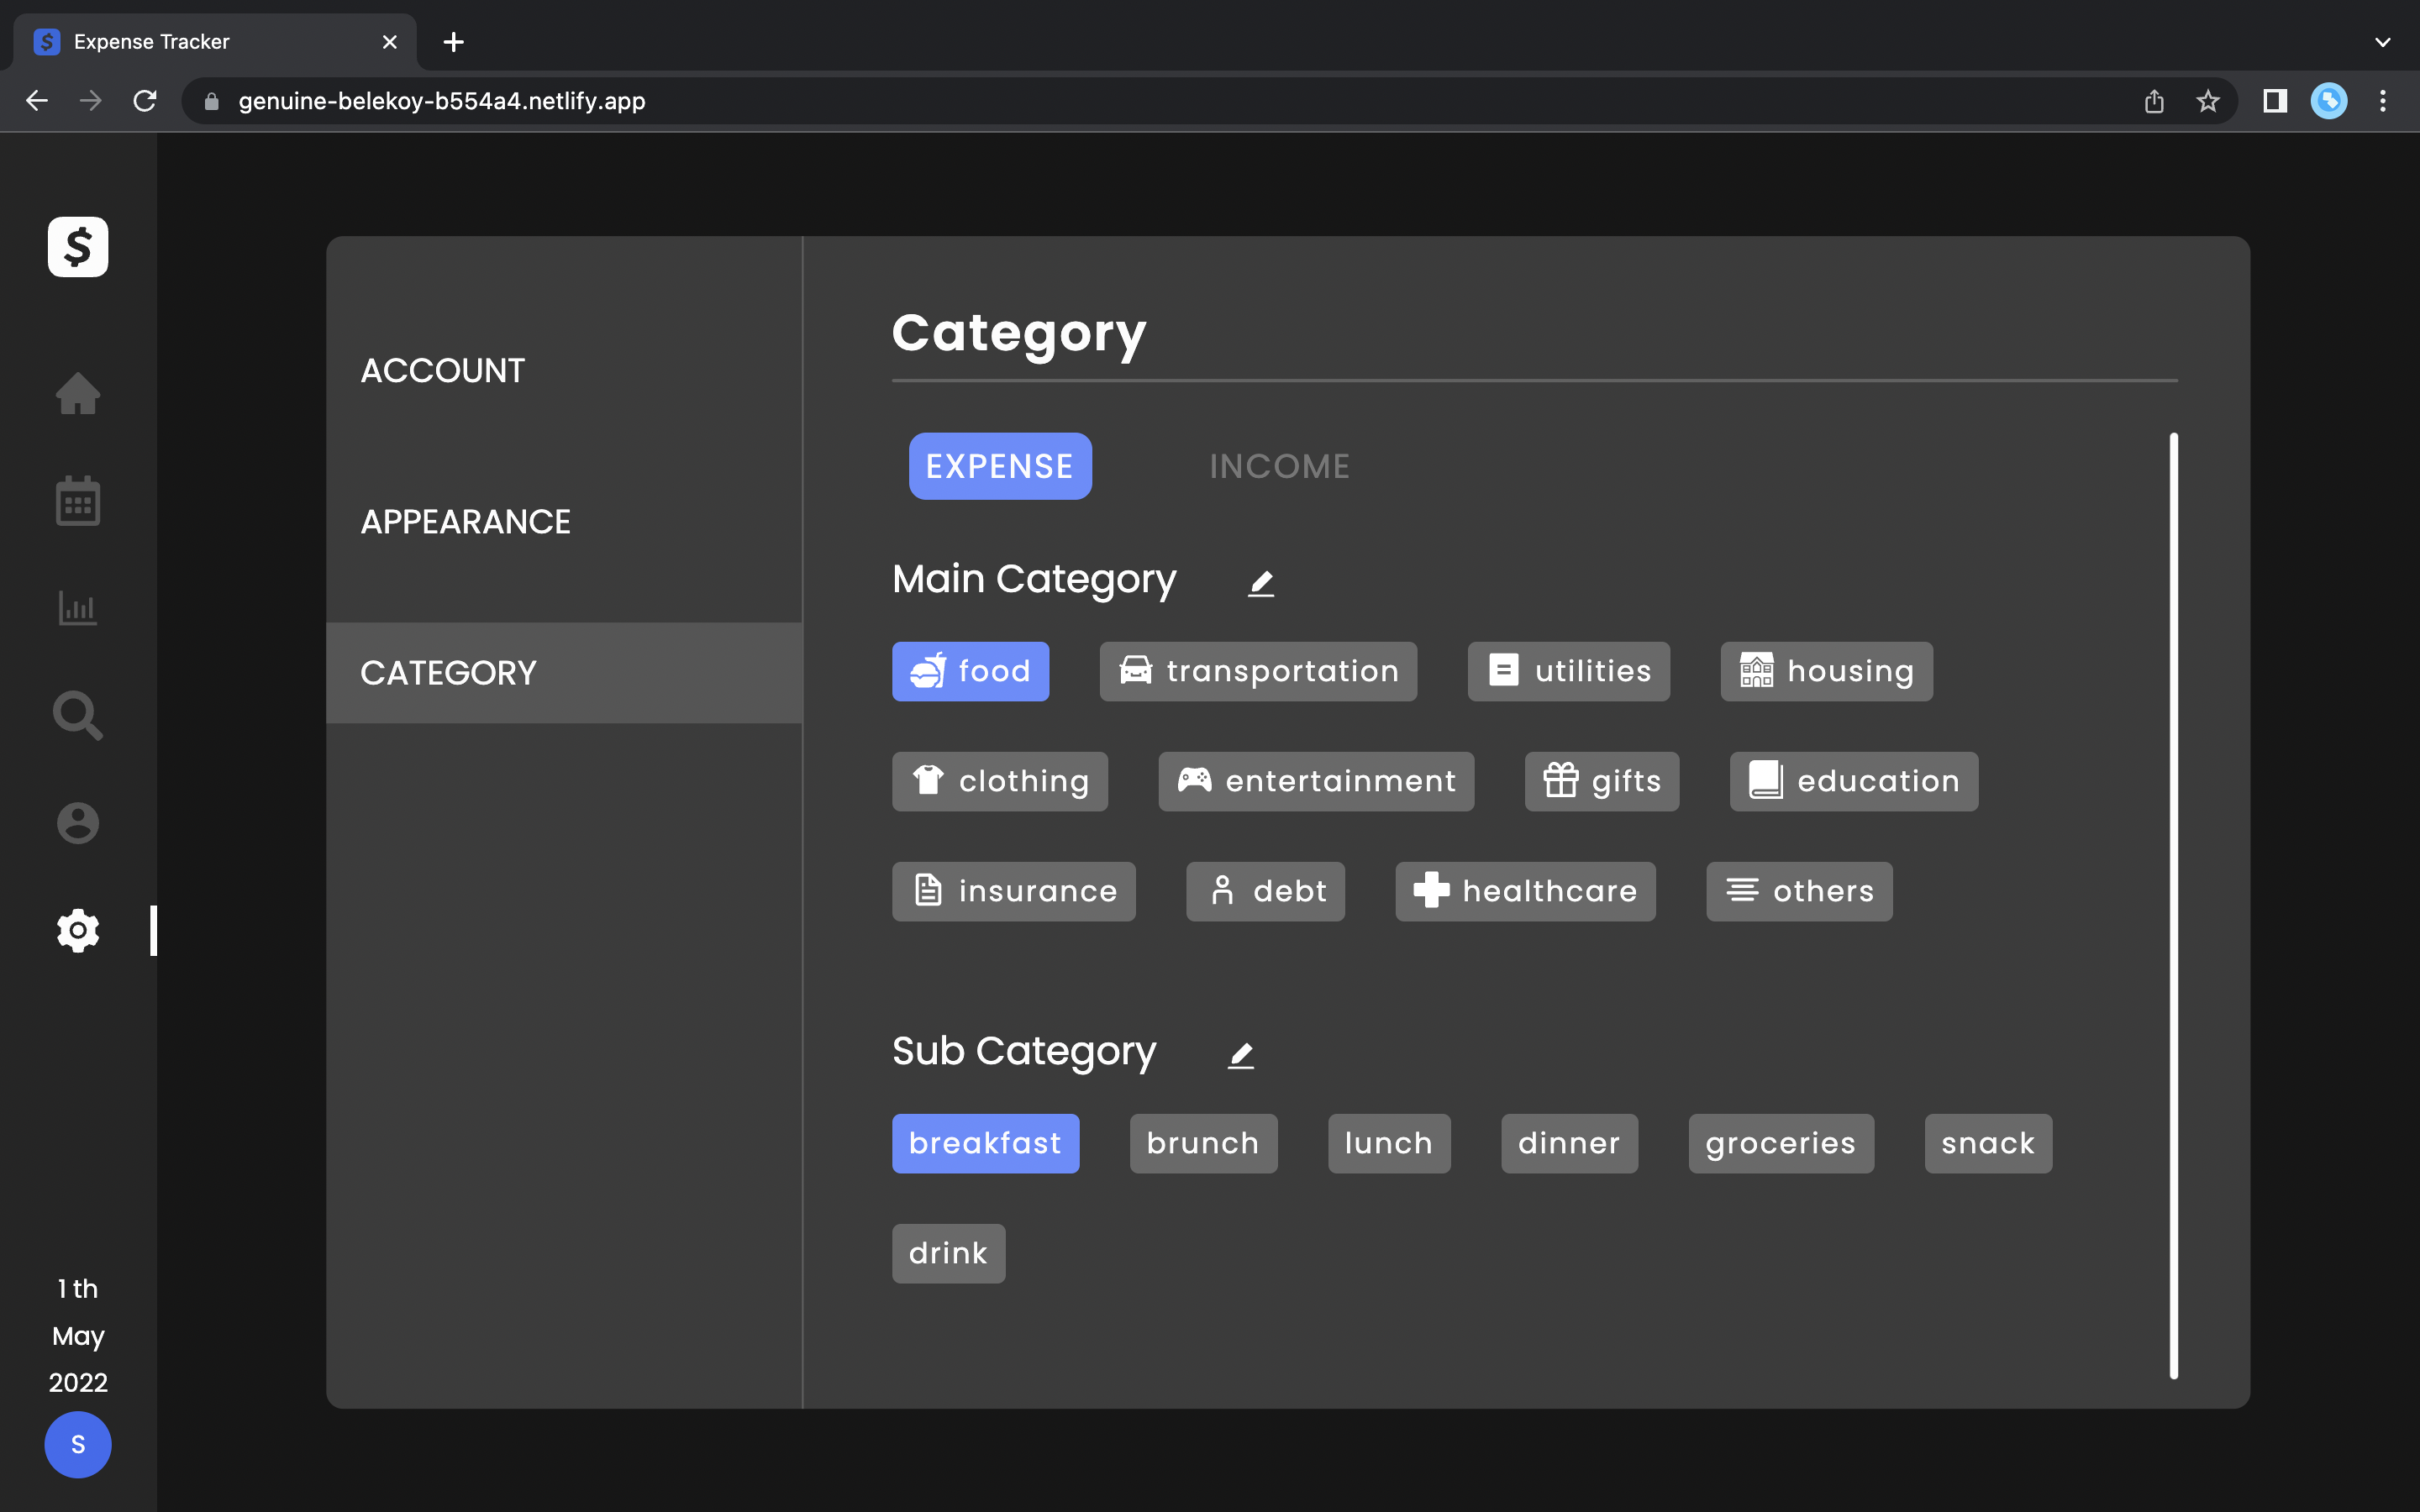 Expense Tracker
genuine-belekoy-b554a4.netlify.app
$
ACCOUNT
APPEARANCE
CATEGORY
Category
EXPENSE INCOME
Main Category
food transportation utilities housing
clothing entertainment gifts education
insurance debt healthcare others
Sub Category
breakfast brunch lunch dinner groceries snack
drink
1 th
May
2022
S